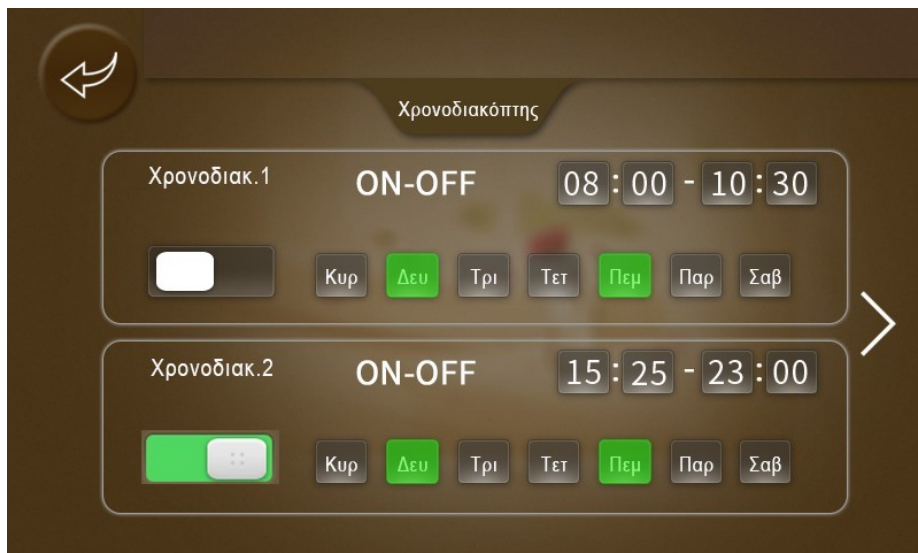 Χρονοδιακόπτης
Χρονοδιακ.1 ON-OFF 08:00 - 10:30
Κυρ Δευ Τρι Τετ Πεμ Παρ Σαβ
Χρονοδιακ.2 ON-OFF 15:25 - 23:00
Κυρ Δευ Τρι Τετ Πεμ Παρ Σαβ